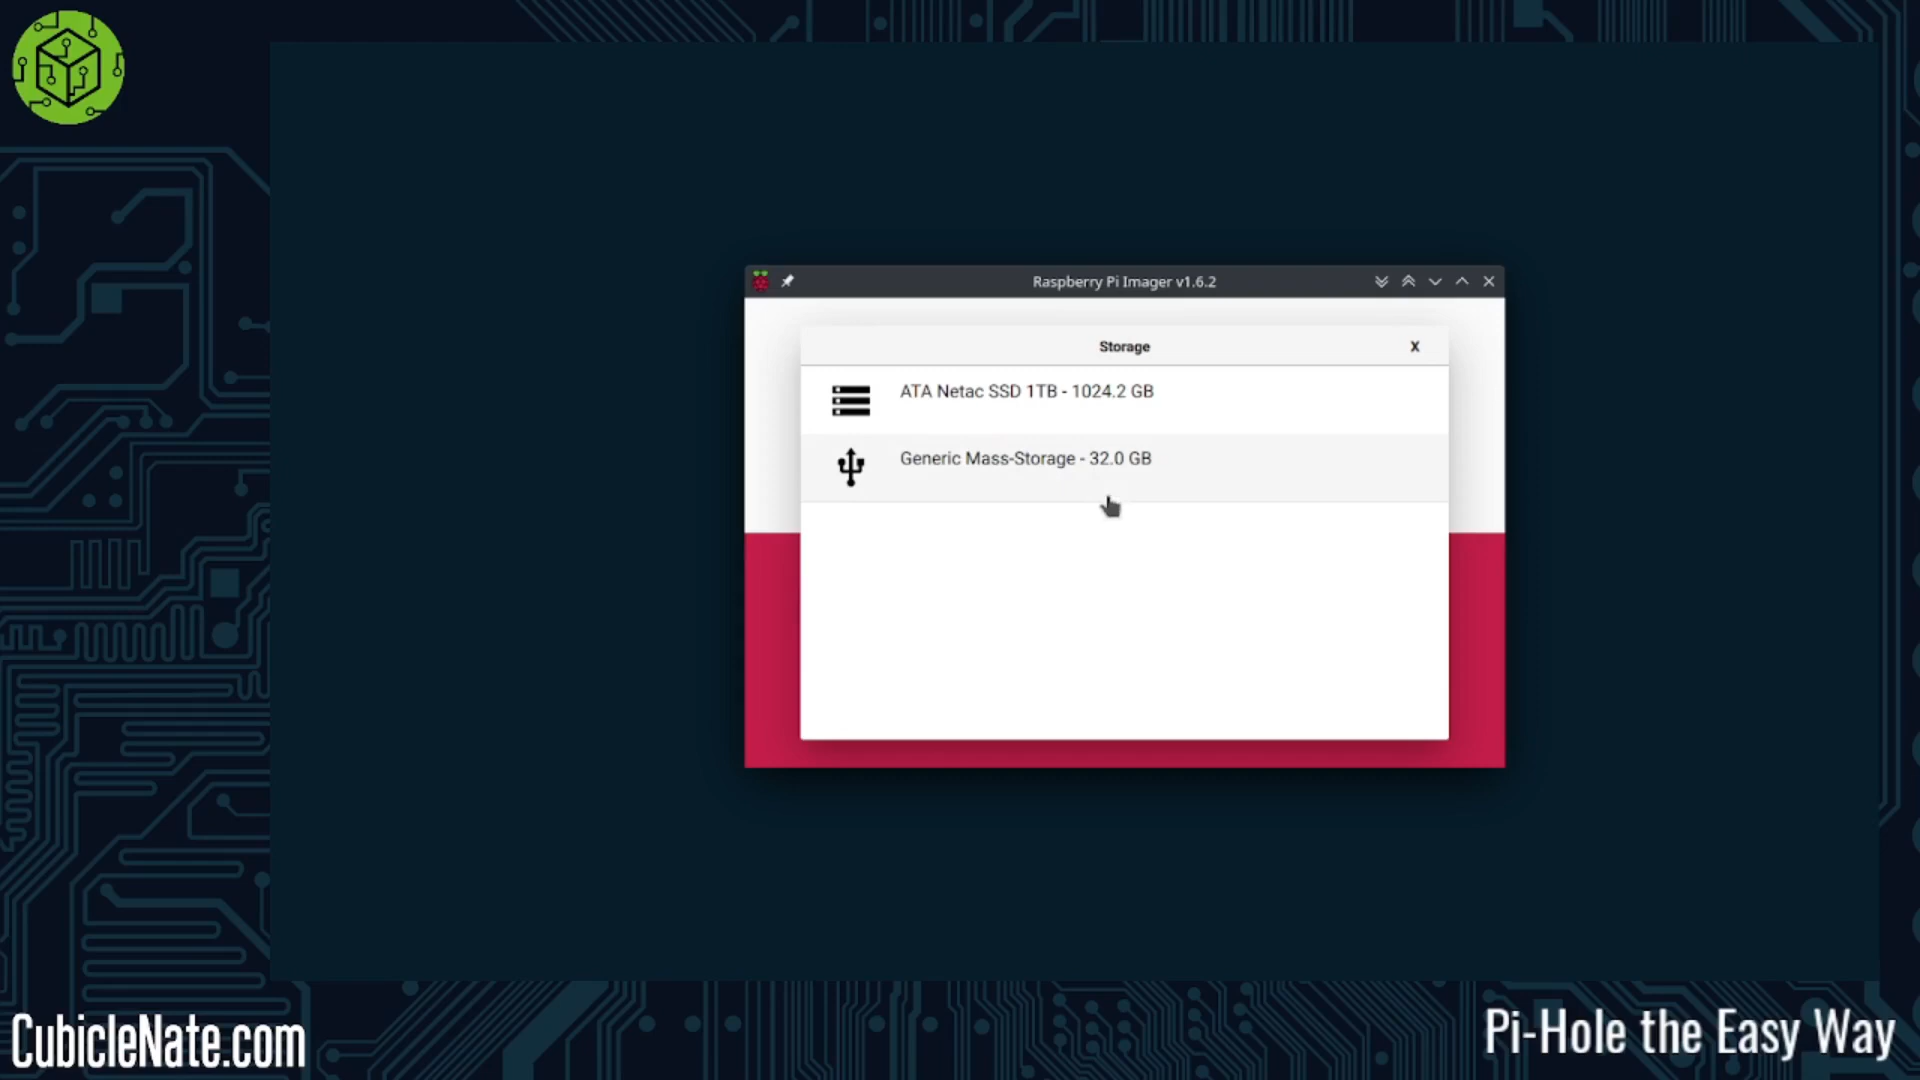 Raspberry Pi Imager v1.6.2
Storage
X
ATA Netac SSD 1TB - 1024.2 GB
Generic Mass-Storage - 32.0 GB
CubicleNate.com
Pi-Hole the Easy Way